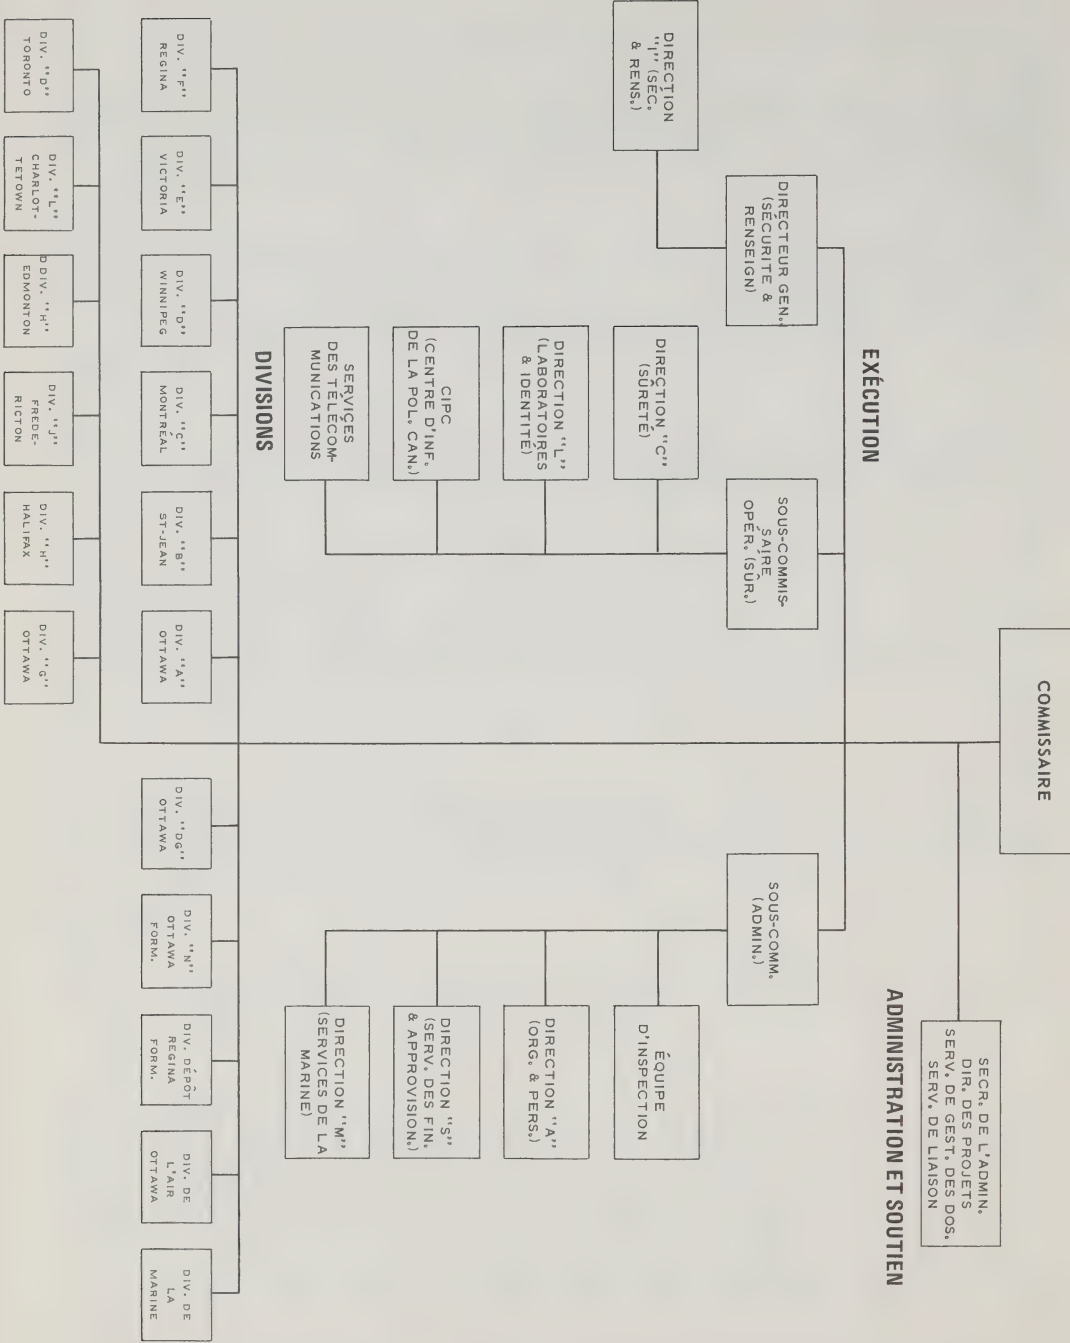 COMMISSAIRE
SECR. DE L'ADMIN.
DIR. DES PROJETS
SERV. DE GEST. DES DOS.
SERV. DE LIAISON
EXÉCUTION
ADMINISTRATION ET SOUTIEN
DIRECTEUR GEN.
(SÉCURITE &
RENSEIGN)
SOUS-COMMIS-
SAIRE
OPÉR. (SÛR.)
SOUS-COMM.
(ADMIN.)
DIRECTION
"I" (SÉC.
& RENS.)
DIRECTION "C"
(SÛRETÉ)
ÉQUIPE
D'INSPECTION
DIRECTION "L"
(LABORATOIRES
& IDENTITÉ)
DIRECTION "A"
(ORG. & PERS.)
CIPC
(CENTRE D'INF.
DE LA POL. CAN.)
DIRECTION "S"
(SERV. DES FIN.
& APPROVISION.)
SERVICES
DES TÉLÉCOM-
MUNICATIONS
DIRECTION "M"
(SERVICES DE LA
MARINE)
DIVISIONS
DIV. "F"
REGINA
DIV. "E"
VICTORIA
DIV. "D"
WINNIPEG
DIV. "C"
MONTRÉAL
DIV. "B"
ST-JEAN
DIV. "A"
OTTAWA
DIV. "DG"
OTTAWA
DIV. "N"
OTTAWA
FORM.
DIV. DÉPÔT
REGINA
FORM.
DIV. DE
L'AIR
OTTAWA
DIV. DE
LA
MARINE
DIV. "D"
TORONTO
DIV. "L"
CHARLOT-
TETOWN
DDIV. "H"
EDMONTON
DIV. "J"
FREDE-
RICTON
DIV. "H"
HALIFAX
DIV. "G"
OTTAWA